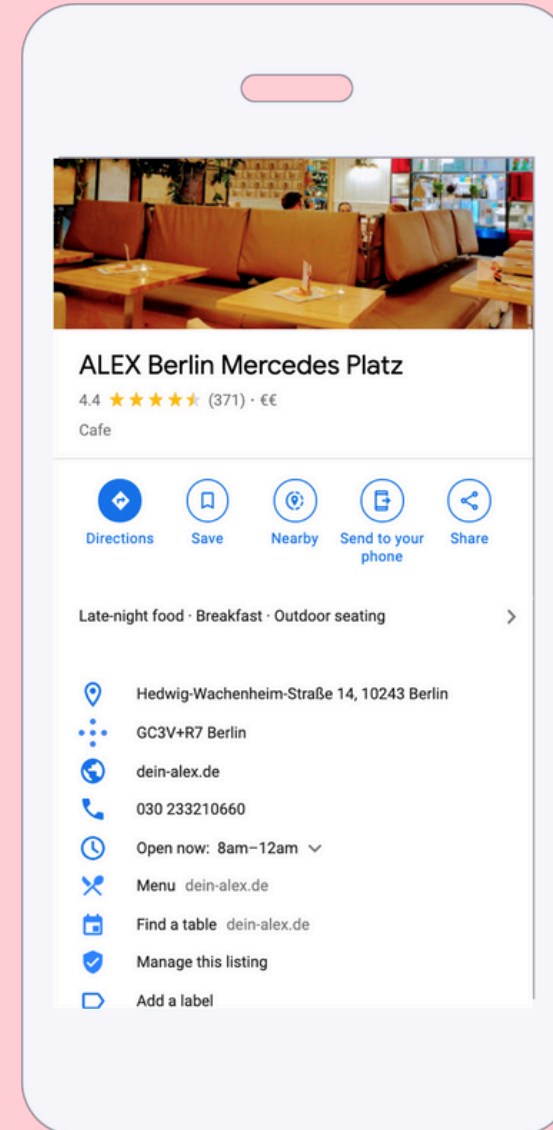 ALEX Berlin Mercedes Platz
4.4 (371) · €€
Cafe
Directions
Save
Nearby
Send to your
phone
Share
Late-night food · Breakfast · Outdoor seating
Hedwig-Wachenheim-Straße 14, 10243 Berlin
GC3V+R7 Berlin
dein-alex.de
030 233210660
Open now: 8am–12am
Menu dein-alex.de
Find a table dein-alex.de
Manage this listing
Add a label